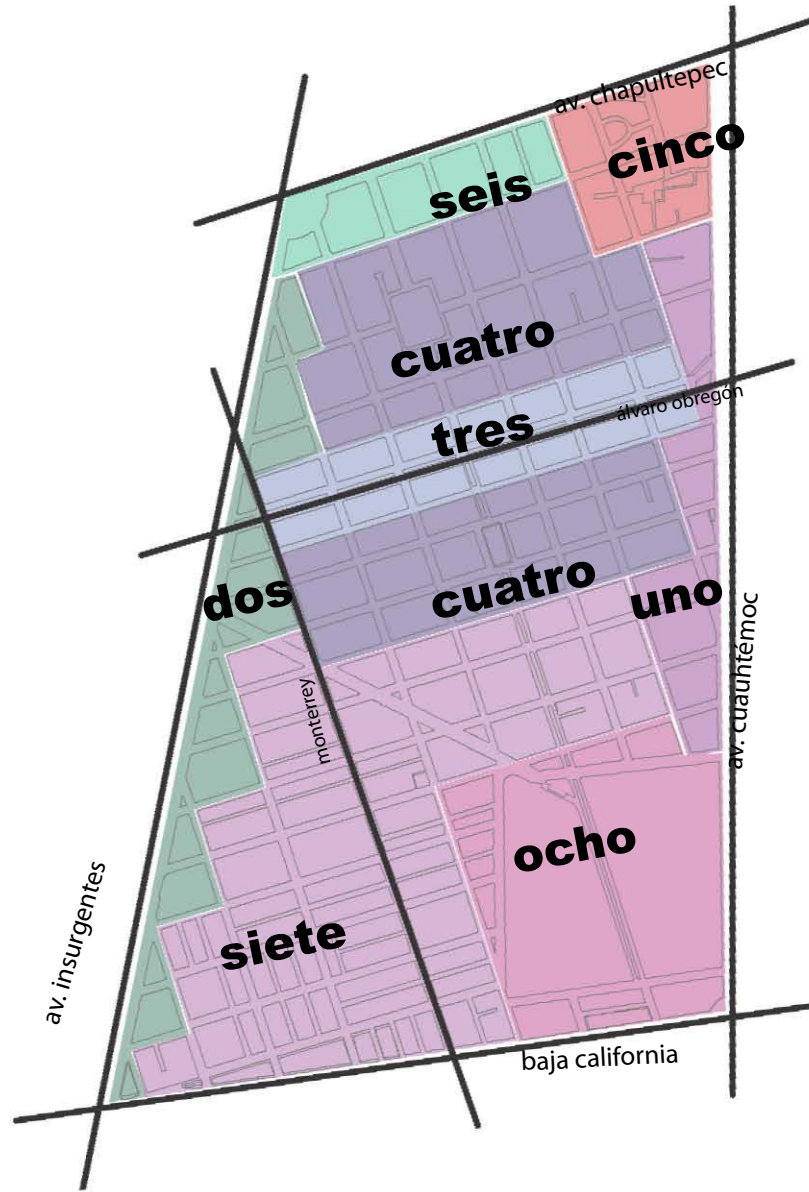 av. chapultepec
cinco
seis
cuatro
álvaro obregón
tres
dos
cuatro
uno
av. cuauhtémoc
monterrey
ocho
av. insurgentes
siete
baja california